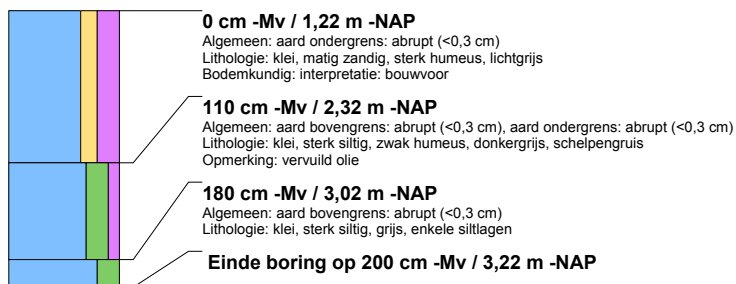 0 cm -Mv / 1,22 m -NAP
Algemeen: aard ondergrens: abrupt (<0,3 cm)
Lithologie: klei, matig zandig, sterk humeus, lichtgrijs
Bodemkundig: interpretatie: bouwvoor
110 cm -Mv / 2,32 m -NAP
Algemeen: aard bovengrens: abrupt (<0,3 cm), aard ondergrens: abrupt (<0,3 cm)
Lithologie: klei, sterk siltig, zwak humeus, donkergrijs, schelpengruis
Opmerking: vervuild olie
180 cm -Mv / 3,02 m -NAP
Algemeen: aard bovengrens: abrupt (<0,3 cm)
Lithologie: klei, sterk siltig, grijs, enkele siltlagen
Einde boring op 200 cm -Mv / 3,22 m -NAP